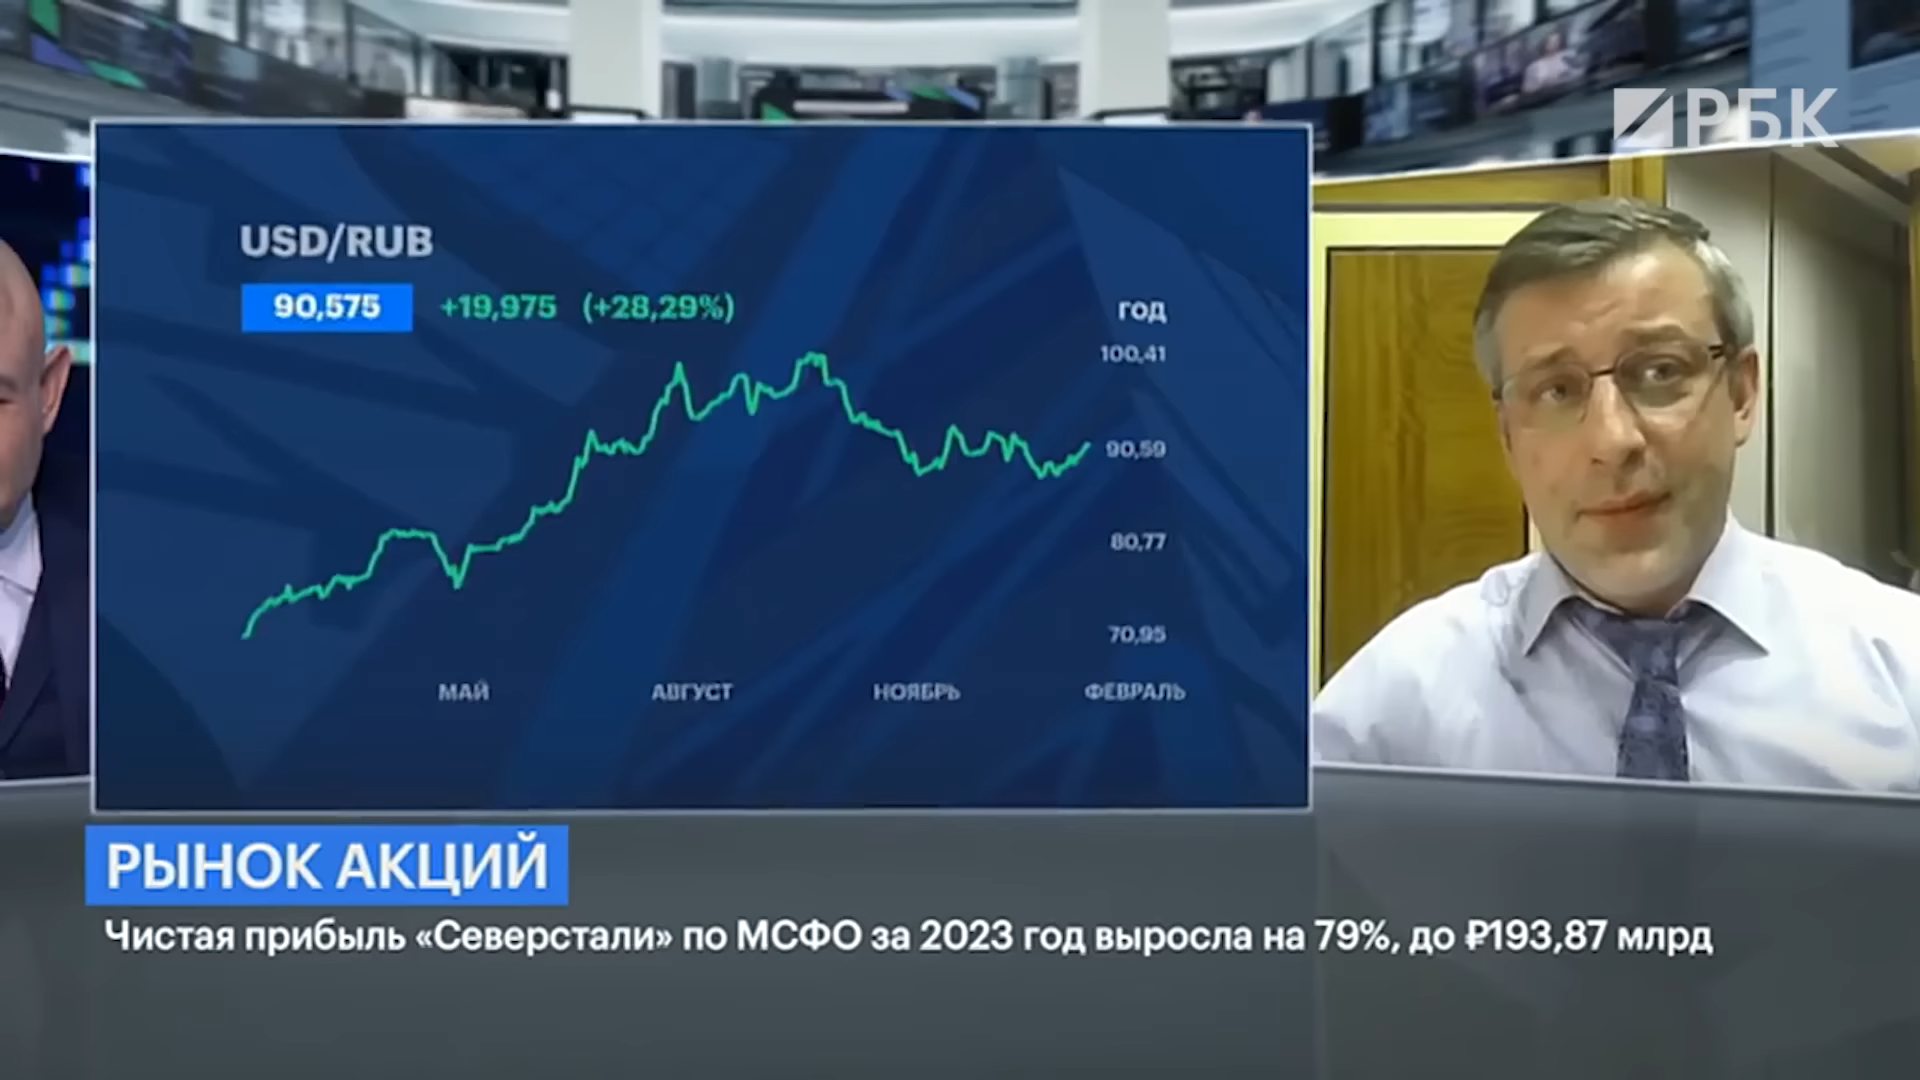 РБК
USD/RUB
90,575 +19,975 (+28,29%)
ГОД
100,41
90,59
80,77
70,95
МАЙ АВГУСТ НОЯБРЬ ФЕВРАЛЬ
РЫНОК АКЦИЙ
Чистая прибыль «Северстали» по МСФО за 2023 год выросла на 79%, до ₽193,87 млрд